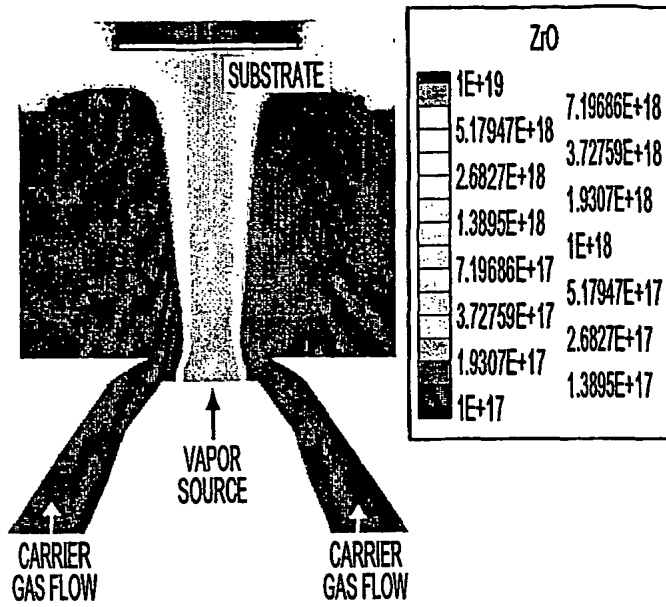 SUBSTRATE
VAPOR
SOURCE
CARRIER
GAS FLOW
CARRIER
GAS FLOW
ZrO
1E+19
7.19686E+18
5.17947E+18
3.72759E+18
2.6827E+18
1.9307E+18
1.3895E+18
1E+18
7.19686E+17
5.17947E+17
3.72759E+17
2.6827E+17
1.9307E+17
1.3895E+17
1E+17